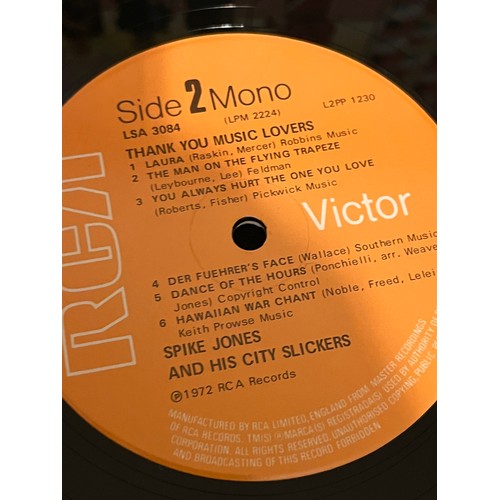 Side 2 Mono
LSA 3084
(LPM 2224)
L2PP 1230
THANK YOU MUSIC LOVERS
1 LAURA (Raskin, Mercer) Robbins Music
2 THE MAN ON THE FLYING TRAPEZE
(Leybourne, Lee) Feldman
3 YOU ALWAYS HURT THE ONE YOU LOVE
(Roberts, Fisher) Pickwick Music
RCA
Victor
4 DER FUEHRER'S FACE (Wallace) Southern Music
5 DANCE OF THE HOURS (Ponchielli, arr. Weave
Jones) Copyright Control
6 HAWAIIAN WAR CHANT (Noble, Freed, Lelei
Keith Prowse Music
SPIKE JONES
AND HIS CITY SLICKERS
℗1972 RCA Records
MANUFACTURED BY RCA LIMITED, ENGLAND FROM MASTER RECORDINGS
OF RCA RECORDS. TM(S) ® MARCA(S) REGISTRADA(S) USED BY AUTHORITY OF
CORPORATION. ALL RIGHTS RESERVED. UNAUTHORISED COPYING, PUBLIC
AND BROADCASTING OF THIS RECORD FORBIDDEN